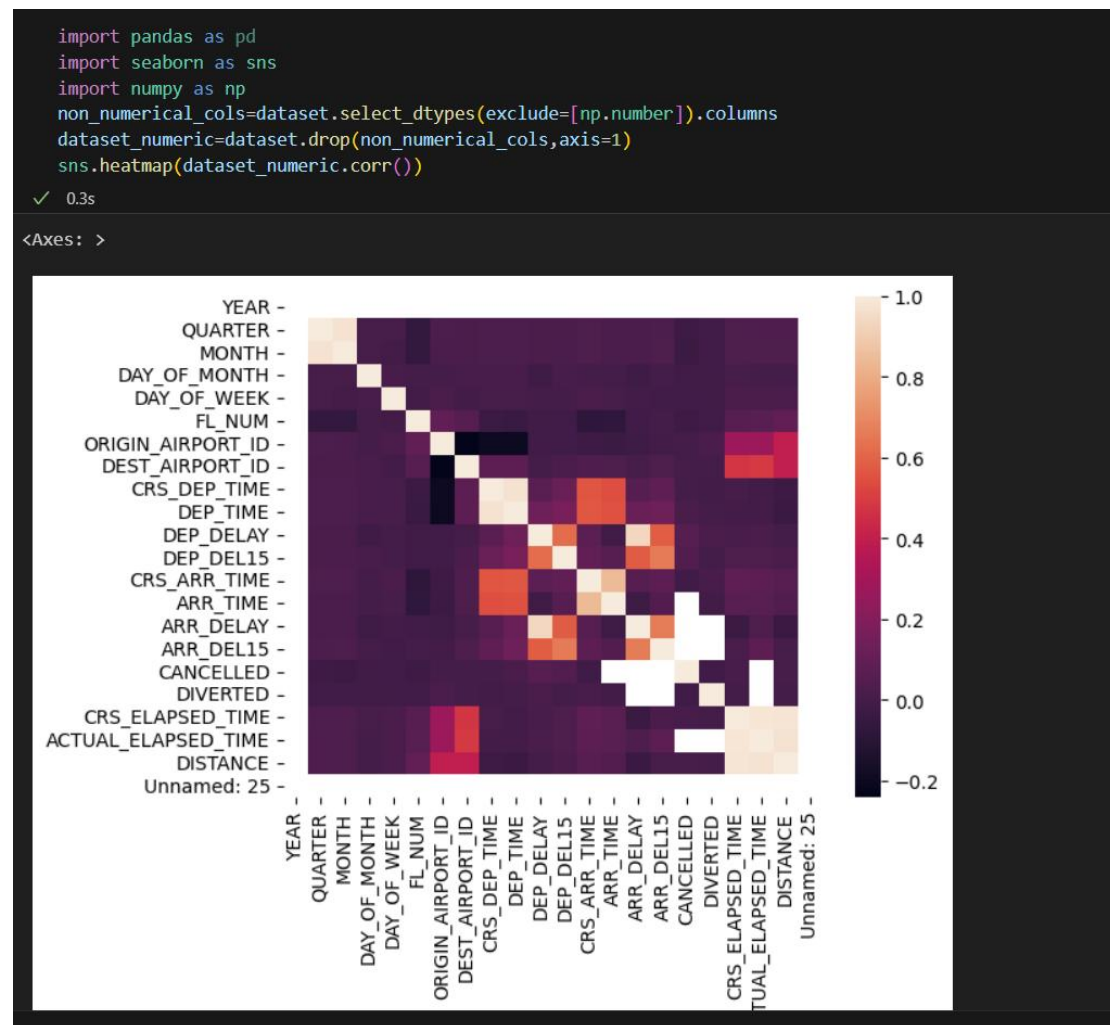 import pandas as pd
import seaborn as sns
import numpy as np
non_numerical_cols=dataset.select_dtypes(exclude=[np.number]).columns
dataset_numeric=dataset.drop(non_numerical_cols,axis=1)
sns.heatmap(dataset_numeric.corr())
✓ 0.3s
<Axes: >
YEAR
QUARTER
MONTH
DAY_OF_MONTH
DAY_OF_WEEK
FL_NUM
ORIGIN_AIRPORT_ID
DEST_AIRPORT_ID
CRS_DEP_TIME
DEP_TIME
DEP_DELAY
DEP_DEL15
CRS_ARR_TIME
ARR_TIME
ARR_DELAY
ARR_DEL15
CANCELLED
DIVERTED
CRS_ELAPSED_TIME
ACTUAL_ELAPSED_TIME
DISTANCE
Unnamed: 25
1.0
0.8
0.6
0.4
0.2
0.0
−0.2
YEAR
QUARTER
MONTH
DAY_OF_MONTH
DAY_OF_WEEK
FL_NUM
ORIGIN_AIRPORT_ID
DEST_AIRPORT_ID
CRS_DEP_TIME
DEP_TIME
DEP_DELAY
DEP_DEL15
CRS_ARR_TIME
ARR_TIME
ARR_DELAY
ARR_DEL15
CANCELLED
DIVERTED
CRS_ELAPSED_TIME
TUAL_ELAPSED_TIME
DISTANCE
Unnamed: 25